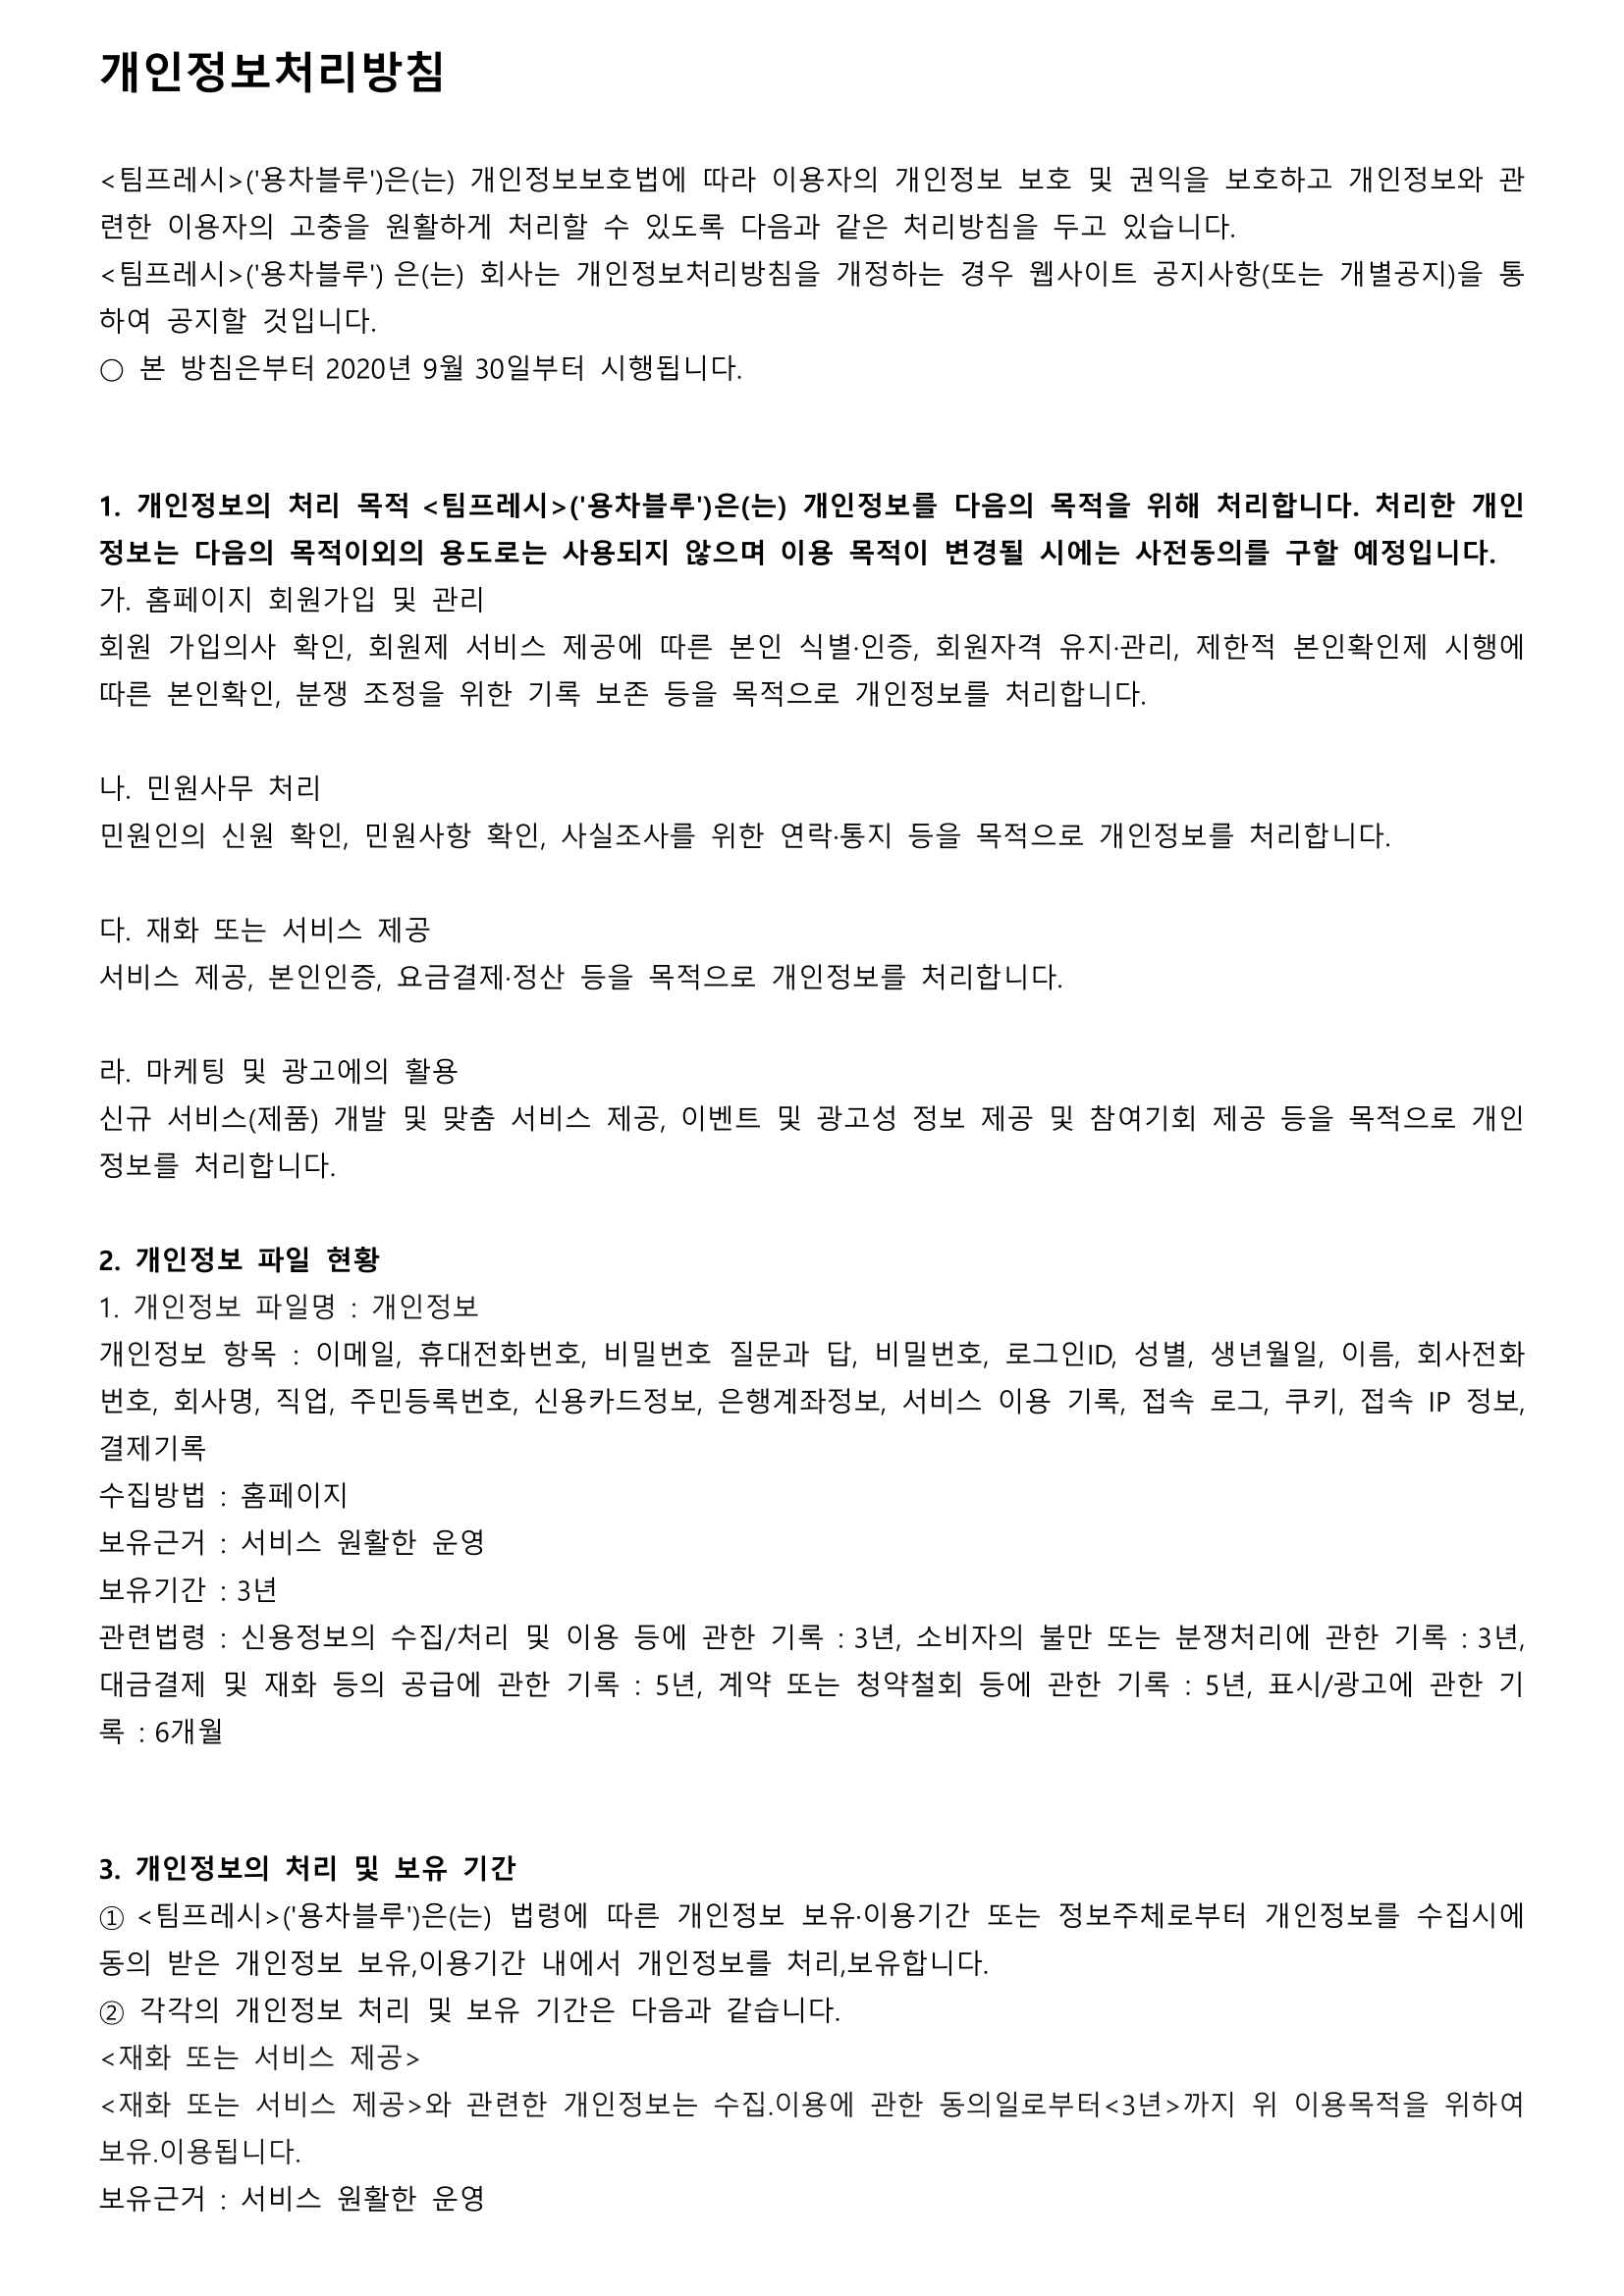 개인정보처리방침
<팀프레시>('용차블루')은(는) 개인정보보호법에 따라 이용자의 개인정보 보호 및 권익을 보호하고 개인정보와 관
련한 이용자의 고충을 원활하게 처리할 수 있도록 다음과 같은 처리방침을 두고 있습니다.
<팀프레시>('용차블루') 은(는) 회사는 개인정보처리방침을 개정하는 경우 웹사이트 공지사항(또는 개별공지)을 통
하여 공지할 것입니다.
○ 본 방침은부터 2020년 9월 30일부터 시행됩니다.
1. 개인정보의 처리 목적 <팀프레시>('용차블루')은(는) 개인정보를 다음의 목적을 위해 처리합니다. 처리한 개인
정보는 다음의 목적이외의 용도로는 사용되지 않으며 이용 목적이 변경될 시에는 사전동의를 구할 예정입니다.
가. 홈페이지 회원가입 및 관리
회원 가입의사 확인, 회원제 서비스 제공에 따른 본인 식별·인증, 회원자격 유지·관리, 제한적 본인확인제 시행에
따른 본인확인, 분쟁 조정을 위한 기록 보존 등을 목적으로 개인정보를 처리합니다.
나. 민원사무 처리
민원인의 신원 확인, 민원사항 확인, 사실조사를 위한 연락·통지 등을 목적으로 개인정보를 처리합니다.
다. 재화 또는 서비스 제공
서비스 제공, 본인인증, 요금결제·정산 등을 목적으로 개인정보를 처리합니다.
라. 마케팅 및 광고에의 활용
신규 서비스(제품) 개발 및 맞춤 서비스 제공, 이벤트 및 광고성 정보 제공 및 참여기회 제공 등을 목적으로 개인
정보를 처리합니다.
2. 개인정보 파일 현황
1. 개인정보 파일명 : 개인정보
개인정보 항목 : 이메일, 휴대전화번호, 비밀번호 질문과 답, 비밀번호, 로그인ID, 성별, 생년월일, 이름, 회사전화
번호, 회사명, 직업, 주민등록번호, 신용카드정보, 은행계좌정보, 서비스 이용 기록, 접속 로그, 쿠키, 접속 IP 정보,
결제기록
수집방법 : 홈페이지
보유근거 : 서비스 원활한 운영
보유기간 : 3년
관련법령 : 신용정보의 수집/처리 및 이용 등에 관한 기록 : 3년, 소비자의 불만 또는 분쟁처리에 관한 기록 : 3년,
대금결제 및 재화 등의 공급에 관한 기록 : 5년, 계약 또는 청약철회 등에 관한 기록 : 5년, 표시/광고에 관한 기
록 : 6개월
3. 개인정보의 처리 및 보유 기간
① <팀프레시>('용차블루')은(는) 법령에 따른 개인정보 보유·이용기간 또는 정보주체로부터 개인정보를 수집시에
동의 받은 개인정보 보유,이용기간 내에서 개인정보를 처리,보유합니다.
② 각각의 개인정보 처리 및 보유 기간은 다음과 같습니다.
<재화 또는 서비스 제공>
<재화 또는 서비스 제공>와 관련한 개인정보는 수집.이용에 관한 동의일로부터<3년>까지 위 이용목적을 위하여
보유.이용됩니다.
보유근거 : 서비스 원활한 운영